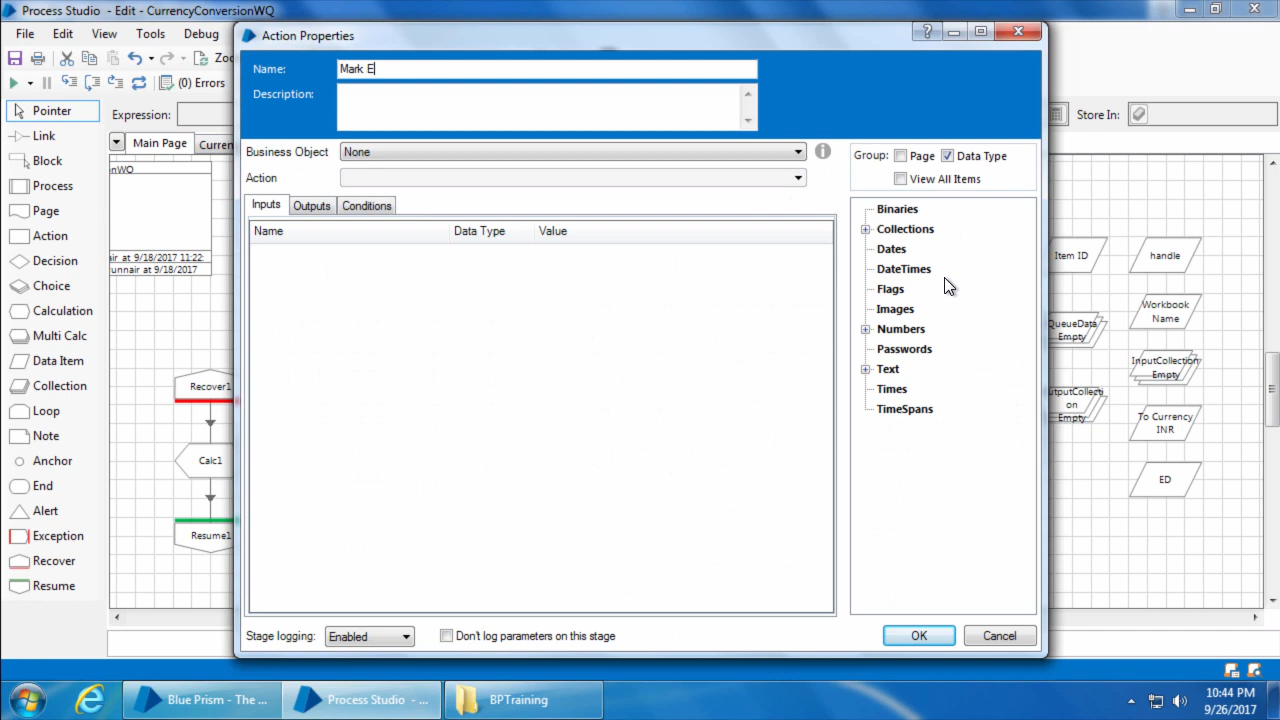 Process Studio - Edit - CurrencyConversionWQ
File Edit View Tools Debug
(0) Errors
Expression:
Store In:
Main Page
Pointer
Link
Block
Process
Page
Action
Decision
Choice
Calculation
Multi Calc
Data Item
Collection
Loop
Note
Anchor
End
Alert
Exception
Recover
Resume
Recover1
Calc1
Resume1
Action Properties
Name: Mark E
Description:
Business Object None
Action
Group: Page Data Type
View All Items
Inputs Outputs Conditions
Name Data Type Value
Binaries
Collections
Dates
DateTimes
Flags
Images
Numbers
Passwords
Text
Times
TimeSpans
Stage logging: Enabled Don't log parameters on this stage
OK Cancel
Item ID
handle
Workbook
Name
QueueData
Empty
InputCollection
Empty
on
Empty
To Currency
INR
ED
Blue Prism - The ...
Process Studio - ...
BPTraining
10:44 PM
9/26/2017